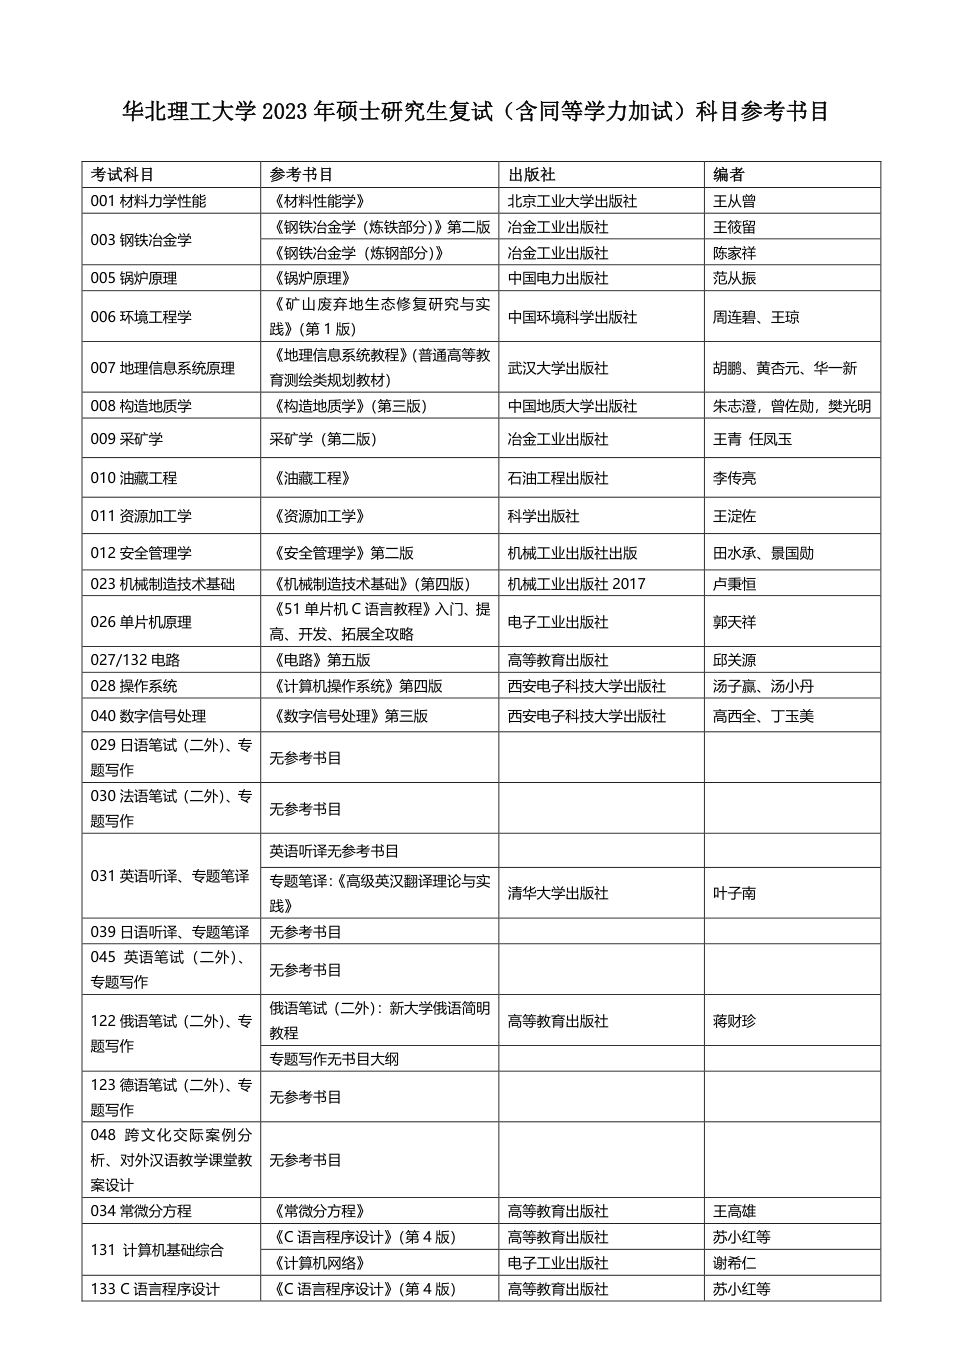 华北理工大学 2023 年硕士研究生复试（含同等学力加试）科目参考书目
考试科目 参考书目 出版社 编者
001 材料力学性能 《材料性能学》 北京工业大学出版社 王从曾
003 钢铁冶金学 《钢铁冶金学（炼铁部分）》第二版 冶金工业出版社 王筱留
《钢铁冶金学（炼钢部分）》 冶金工业出版社 陈家祥
005 锅炉原理 《锅炉原理》 中国电力出版社 范从振
006 环境工程学 《矿山废弃地生态修复研究与实
践》（第 1 版） 中国环境科学出版社 周连碧、王琼
007 地理信息系统原理 《地理信息系统教程》（普通高等教
育测绘类规划教材） 武汉大学出版社 胡鹏、黄杏元、华一新
008 构造地质学 《构造地质学》（第三版） 中国地质大学出版社 朱志澄，曾佐勋，樊光明
009 采矿学 采矿学（第二版） 冶金工业出版社 王青 任凤玉
010 油藏工程 《油藏工程》 石油工程出版社 李传亮
011 资源加工学 《资源加工学》 科学出版社 王淀佐
012 安全管理学 《安全管理学》第二版 机械工业出版社出版 田水承、景国勋
023 机械制造技术基础 《机械制造技术基础》（第四版） 机械工业出版社 2017 卢秉恒
026 单片机原理 《51 单片机 C 语言教程》入门、提
高、开发、拓展全攻略 电子工业出版社 郭天祥
027/132 电路 《电路》第五版 高等教育出版社 邱关源
028 操作系统 《计算机操作系统》第四版 西安电子科技大学出版社 汤子嬴、汤小丹
040 数字信号处理 《数字信号处理》第三版 西安电子科技大学出版社 高西全、丁玉美
029 日语笔试（二外）、专
题写作 无参考书目
030 法语笔试（二外）、专
题写作 无参考书目
031 英语听译、专题笔译 英语听译无参考书目
专题笔译：《高级英汉翻译理论与实
践》 清华大学出版社 叶子南
039 日语听译、专题笔译 无参考书目
045 英语笔试（二外）、
专题写作 无参考书目
122 俄语笔试（二外）、专
题写作 俄语笔试（二外）：新大学俄语简明
教程 高等教育出版社 蒋财珍
专题写作无书目大纲
123 德语笔试（二外）、专
题写作 无参考书目
048 跨文化交际案例分
析、对外汉语教学课堂教
案设计 无参考书目
034 常微分方程 《常微分方程》 高等教育出版社 王高雄
131 计算机基础综合 《C 语言程序设计》（第 4 版） 高等教育出版社 苏小红等
《计算机网络》 电子工业出版社 谢希仁
133 C 语言程序设计 《C 语言程序设计》（第 4 版） 高等教育出版社 苏小红等